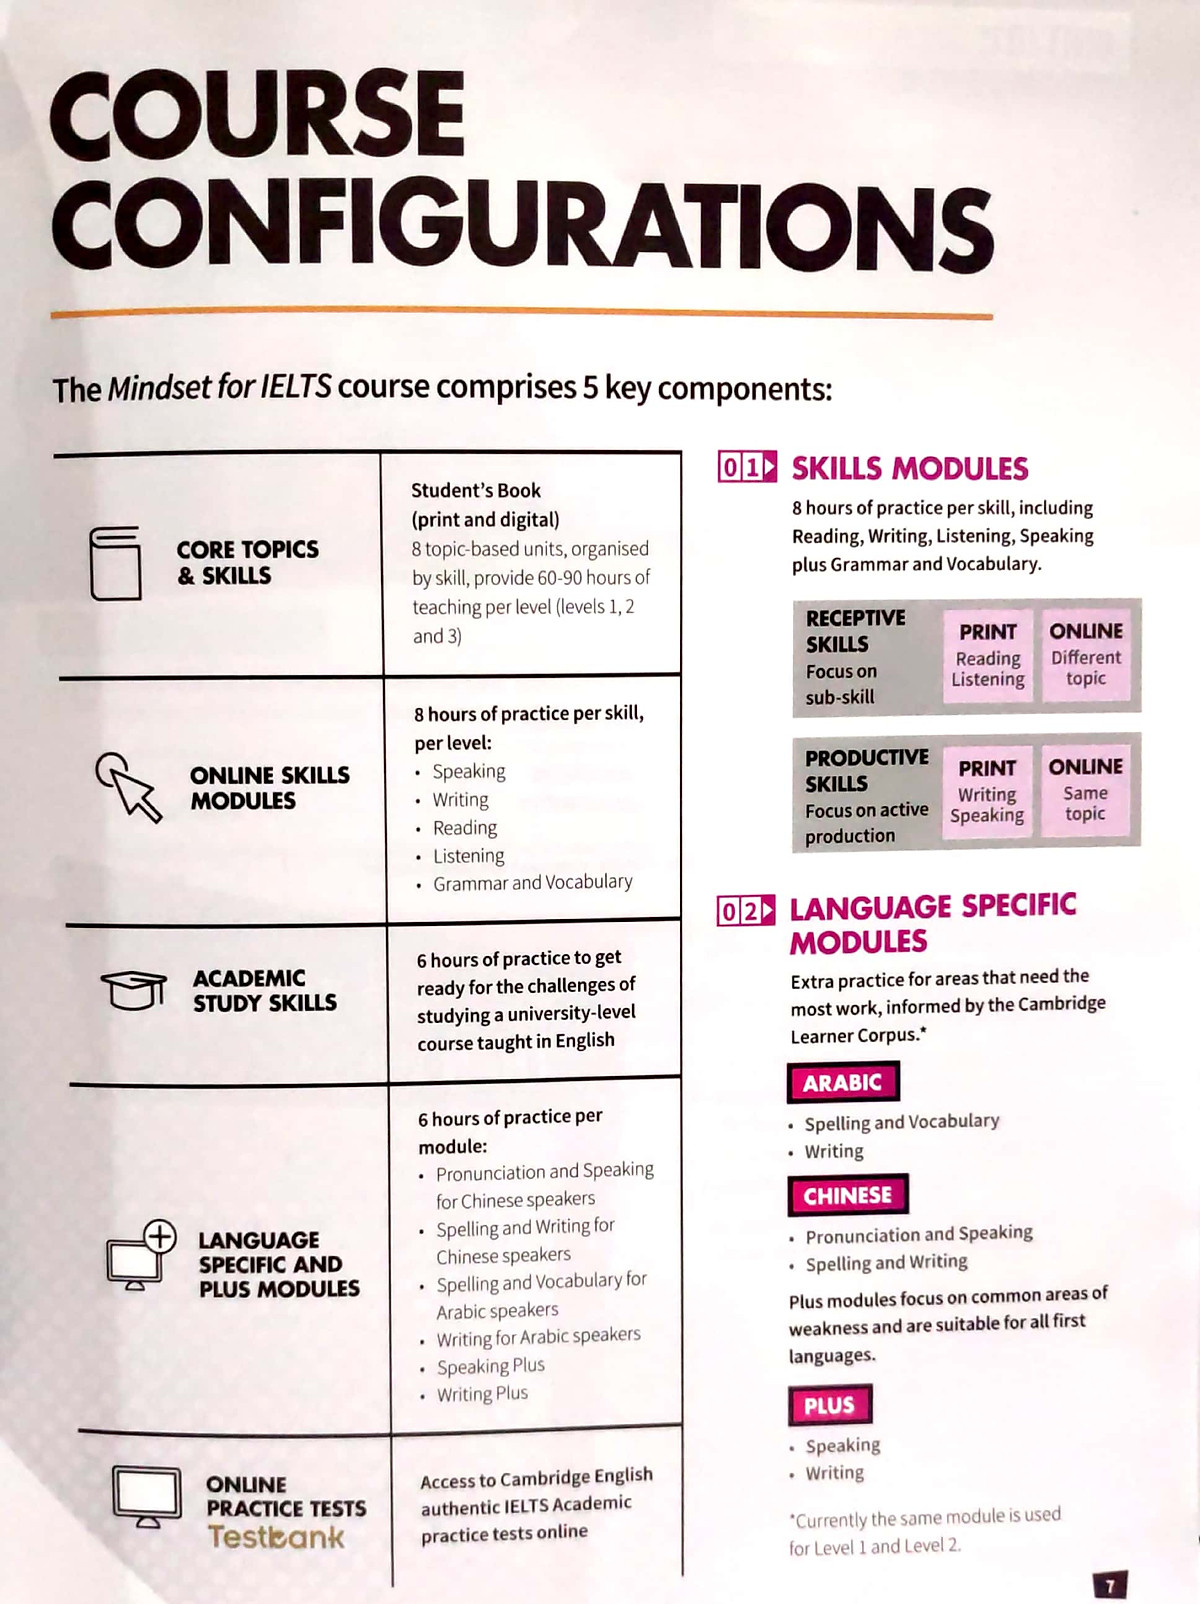 COURSE
CONFIGURATIONS
The Mindset for IELTS course comprises 5 key components:
CORE TOPICS
& SKILLS
Student's Book
(print and digital)
8 topic-based units, organised
by skill, provide 60-90 hours of
teaching per level (levels 1, 2
and 3)
ONLINE SKILLS
MODULES
8 hours of practice per skill,
per level:
• Speaking
• Writing
• Reading
• Listening
• Grammar and Vocabulary
ACADEMIC
STUDY SKILLS
6 hours of practice to get
ready for the challenges of
studying a university-level
course taught in English
LANGUAGE
SPECIFIC AND
PLUS MODULES
6 hours of practice per
module:
• Pronunciation and Speaking
for Chinese speakers
• Spelling and Writing for
Chinese speakers
• Spelling and Vocabulary for
Arabic speakers
• Writing for Arabic speakers
• Speaking Plus
• Writing Plus
ONLINE
PRACTICE TESTS
Testbank
Access to Cambridge English
authentic IELTS Academic
practice tests online
01 SKILLS MODULES
8 hours of practice per skill, including
Reading, Writing, Listening, Speaking
plus Grammar and Vocabulary.
RECEPTIVE
SKILLS
Focus on
sub-skill
PRINT
Reading
Listening
ONLINE
Different
topic
PRODUCTIVE
SKILLS
Focus on active
production
PRINT
Writing
Speaking
ONLINE
Same
topic
02 LANGUAGE SPECIFIC
MODULES
Extra practice for areas that need the
most work, informed by the Cambridge
Learner Corpus.*
ARABIC
• Spelling and Vocabulary
• Writing
CHINESE
• Pronunciation and Speaking
• Spelling and Writing
Plus modules focus on common areas of
weakness and are suitable for all first
languages.
PLUS
• Speaking
• Writing
*Currently the same module is used
for Level 1 and Level 2.
7